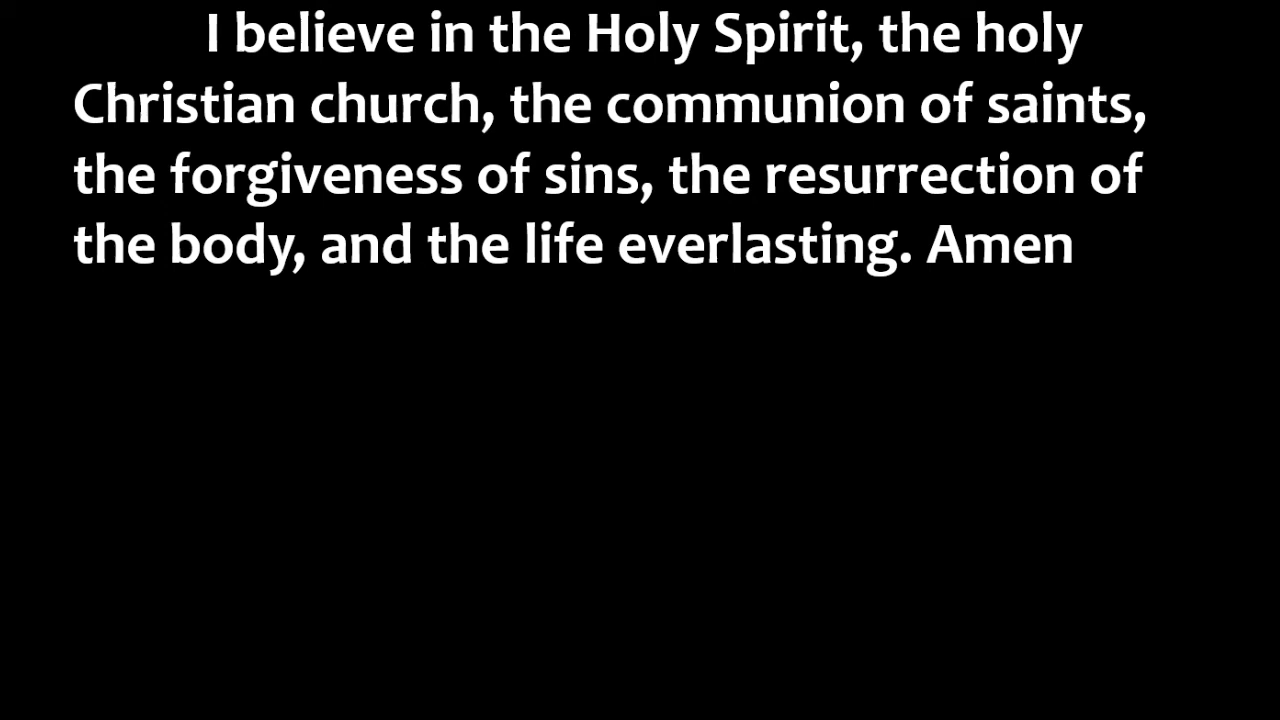 I believe in the Holy Spirit, the holy
Christian church, the communion of saints,
the forgiveness of sins, the resurrection of
the body, and the life everlasting. Amen